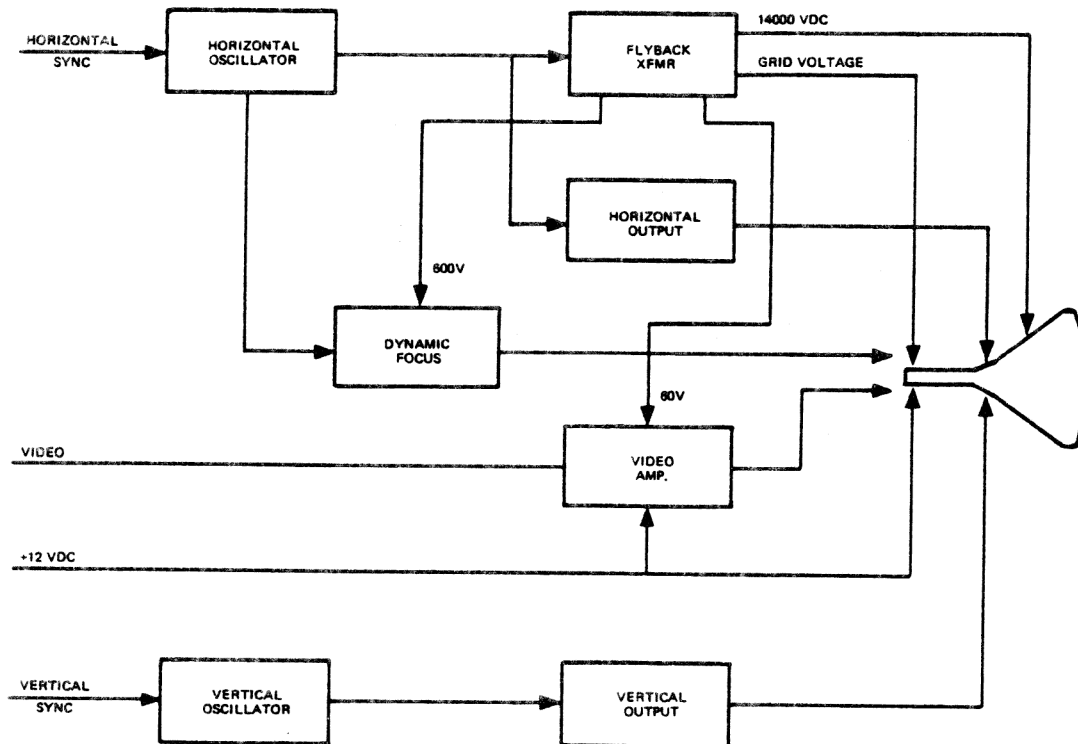 14000 VDC
HORIZONTAL
SYNC
HORIZONTAL
OSCILLATOR
FLYBACK
XFMR
GRID VOLTAGE
HORIZONTAL
OUTPUT
600V
DYNAMIC
FOCUS
60V
VIDEO
VIDEO
AMP.
+12 VDC
VERTICAL
SYNC
VERTICAL
OSCILLATOR
VERTICAL
OUTPUT